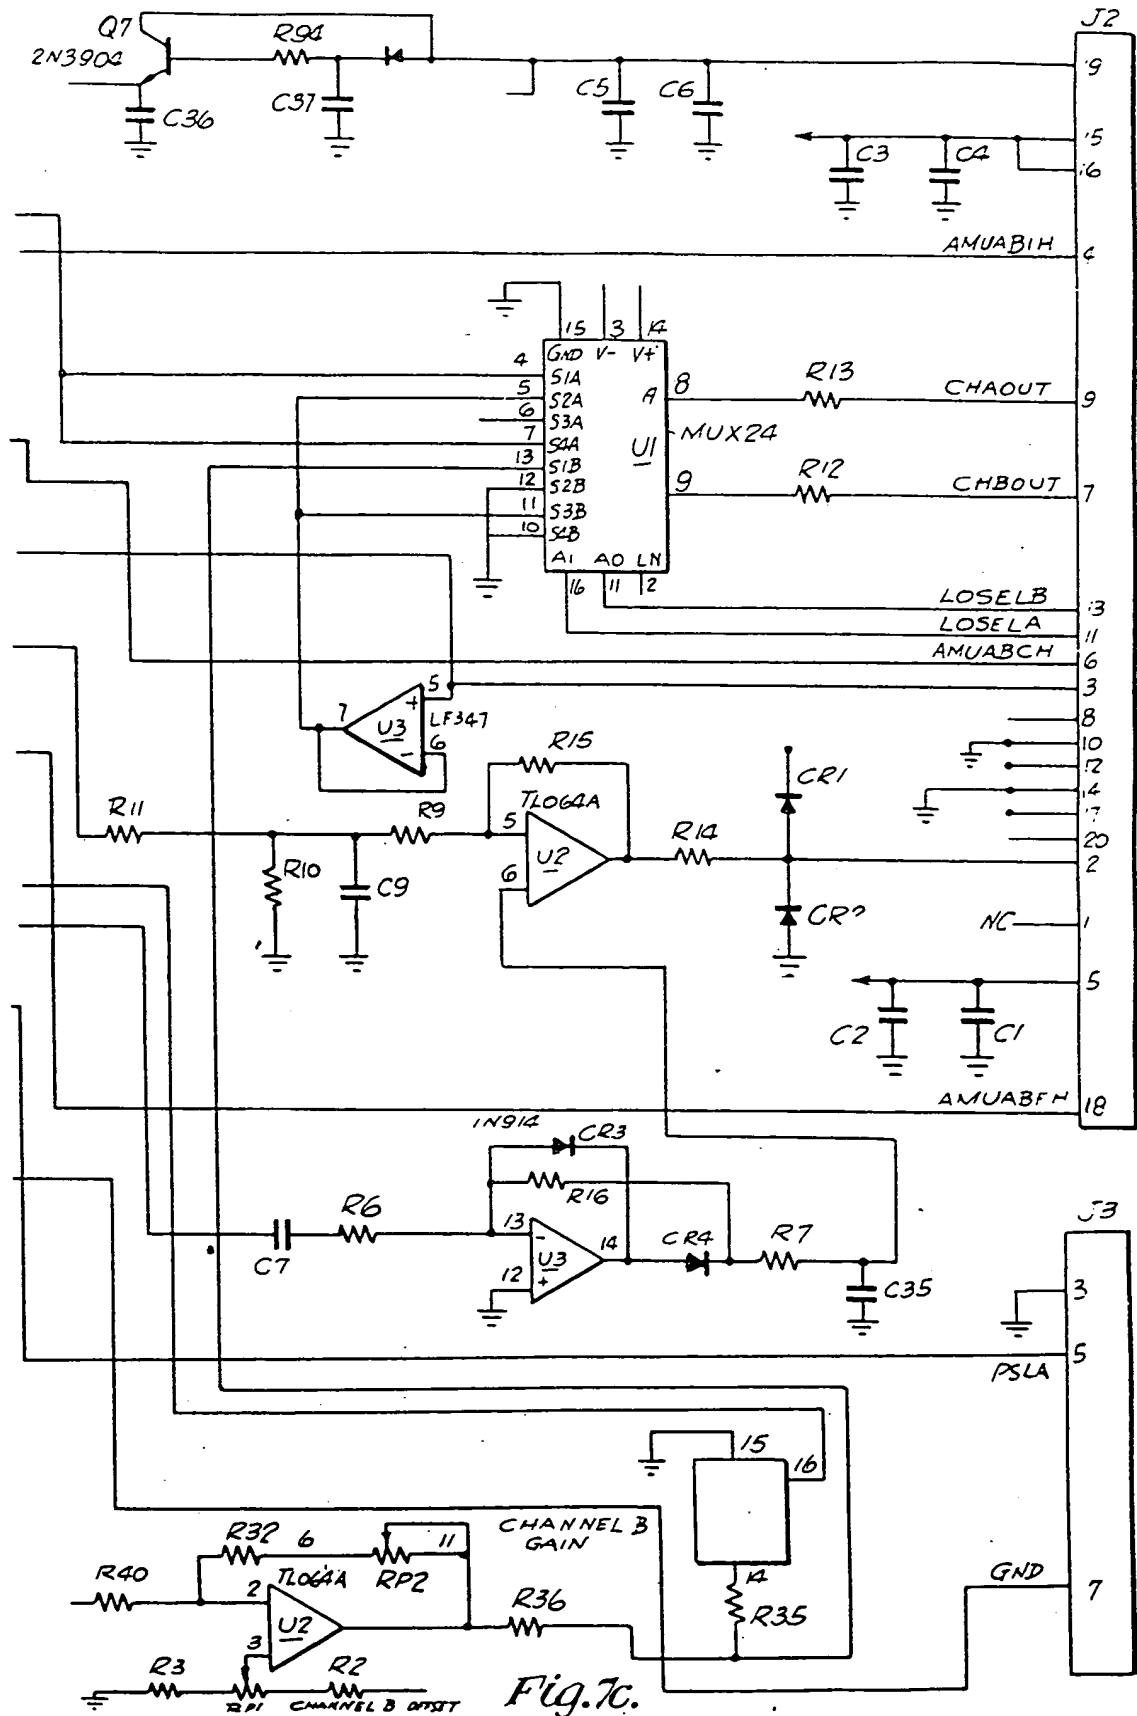 J2
Q7
2N3904
R94
C36
C37
C5
C6
19
C3
C4
15
16
AMUAB1H
4
15
3
14
GND V- V+
4
S1A
5
S2A
6
S3A
7
S4A
13
S1B
12
S2B
11
S3B
10
S4B
A
8
R13
CHAOUT
9
MUX24
U1
9
R12
CHBOUT
7
A1 A0 LN
16
11
2
LOSELB
13
LOSELA
11
AMUABCH
6
3
8
10
12
14
17
20
2
7
5
+
U3
LF347
-
6
R15
TL064A
CR1
R11
R9
5
U2
6
R14
R10
C9
CR2
NC
1
5
C2
C1
AMUABFH
18
1N914
CR3
R16
C7
R6
13
-
U3
14
12
+
CR4
R7
C35
J3
3
PSLA
5
15
16
14
R35
CHANNEL B
GAIN
GND
7
R40
R32
6
RP2
11
TL064A
2
U2
3
R36
R3
RP1
R2
CHANNEL B OFFSET
Fig.7c.